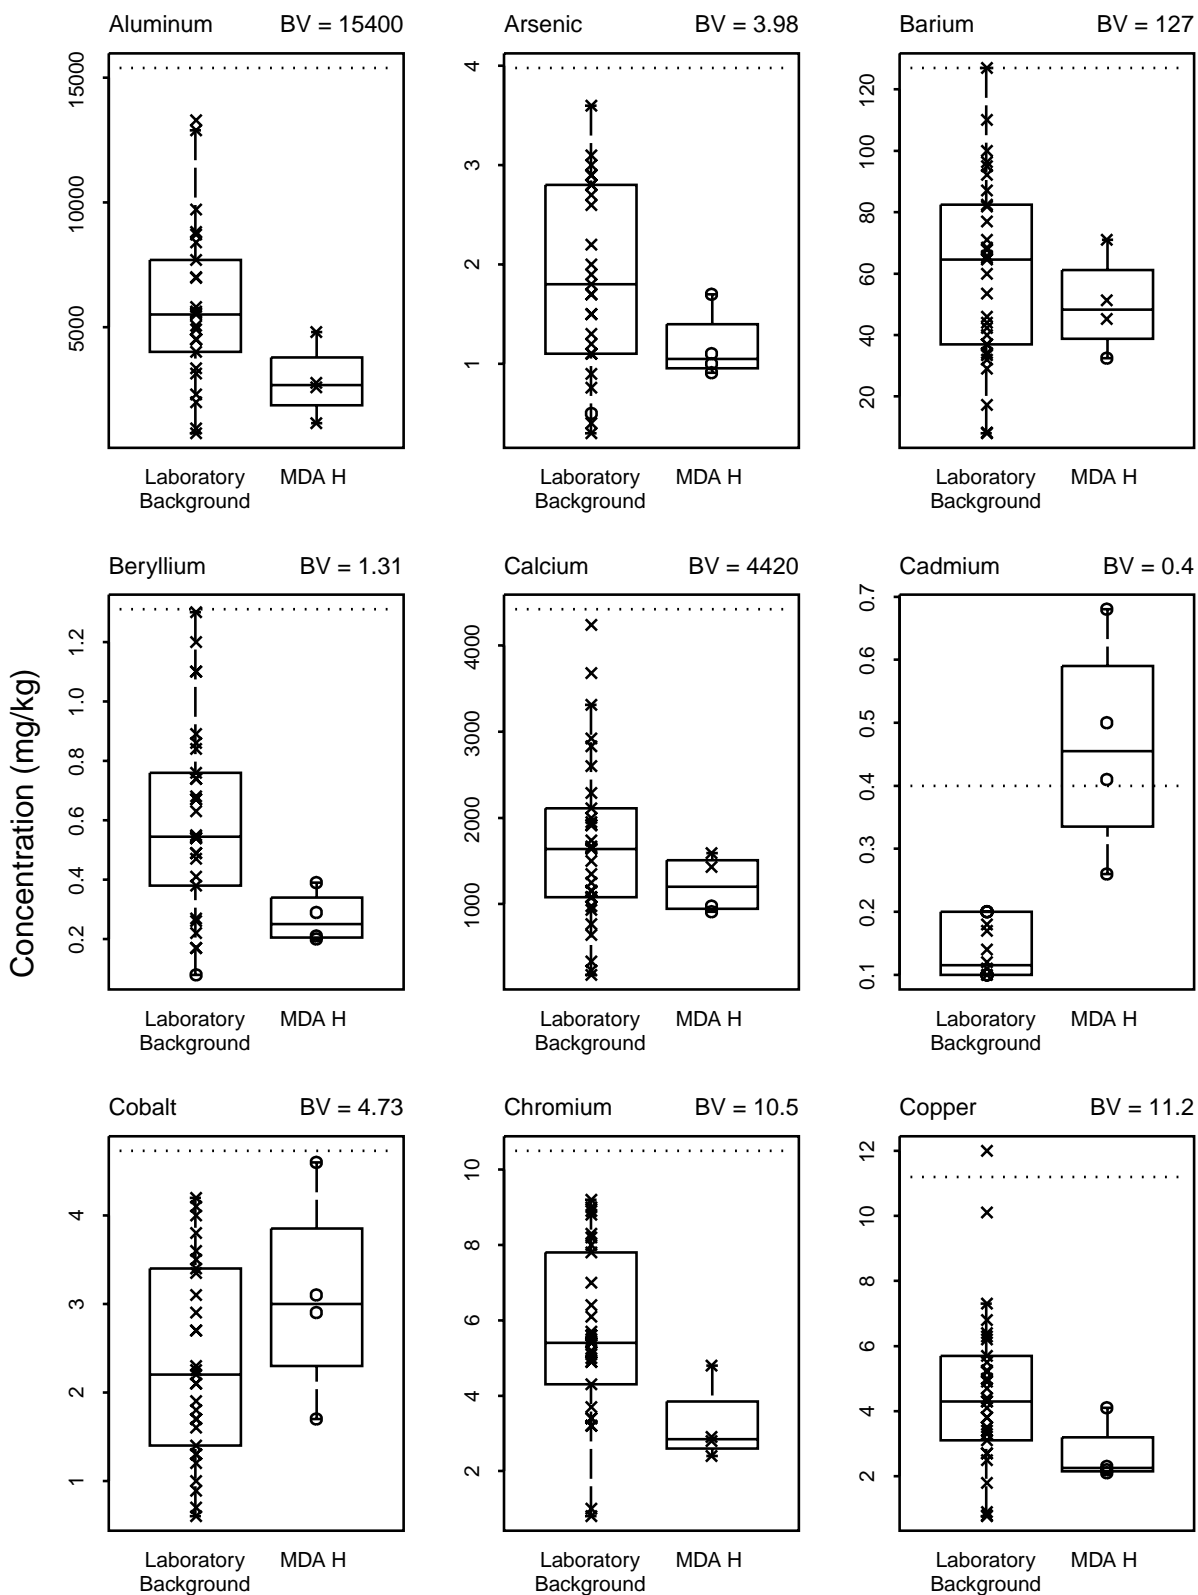 Aluminum BV = 15400
Arsenic BV = 3.98
Barium BV = 127
15000
10000
5000
4
3
2
1
120
100
80
60
40
20
Laboratory Background MDA H
Laboratory Background MDA H
Laboratory Background MDA H
Concentration (mg/kg)
Beryllium BV = 1.31
Calcium BV = 4420
Cadmium BV = 0.4
1.2
1.0
0.8
0.6
0.4
0.2
4000
3000
2000
1000
0.7
0.6
0.5
0.4
0.3
0.2
0.1
Laboratory Background MDA H
Laboratory Background MDA H
Laboratory Background MDA H
Cobalt BV = 4.73
Chromium BV = 10.5
Copper BV = 11.2
4
3
2
1
10
8
6
4
2
12
10
8
6
4
2
Laboratory Background MDA H
Laboratory Background MDA H
Laboratory Background MDA H